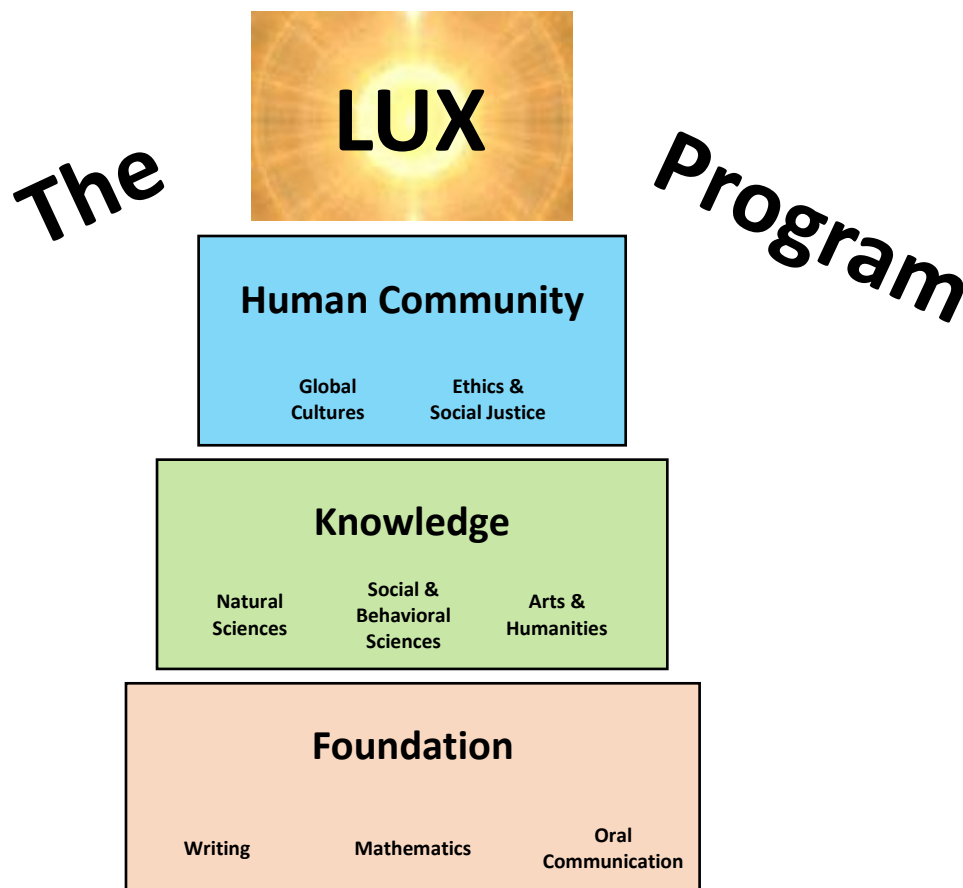 The
LUX
Program
Human Community
Global
Cultures
Ethics &
Social Justice
Knowledge
Natural
Sciences
Social &
Behavioral
Sciences
Arts &
Humanities
Foundation
Writing
Mathematics
Oral
Communication